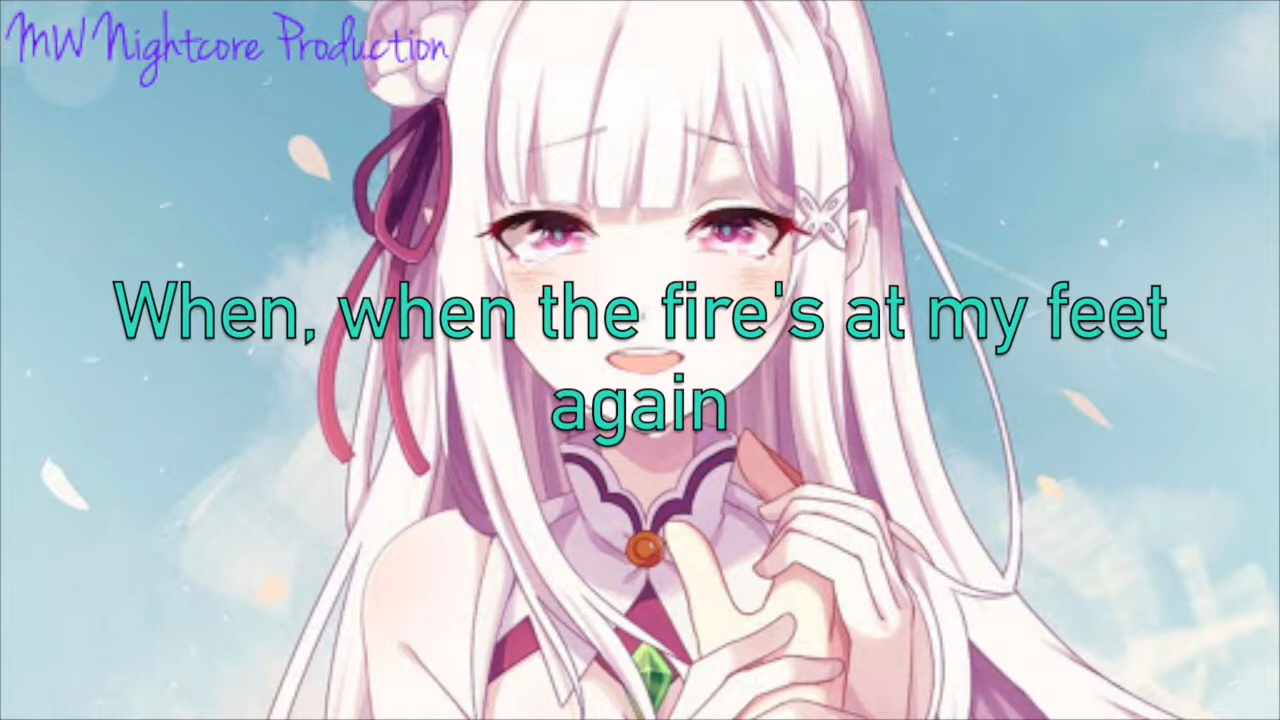 MW Nightcore Production
When, when the fire's at my feet
again